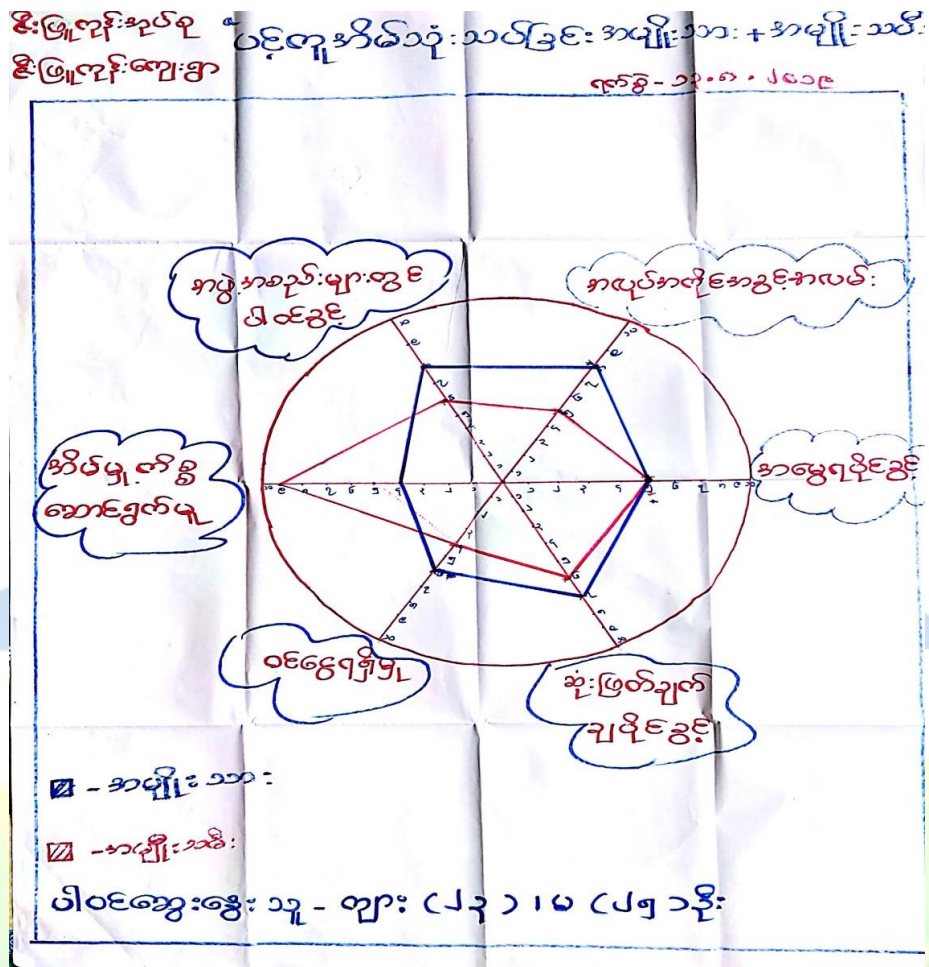 ဇီးဖြူကုန်းအုပ်စု
ဇီးဖြူကုန်းကျေးရွာ
ပင့်ကူအိမ်သုံးသပ်ခြင်း အမျိုးသား + အမျိုးသမီး
ရက်စွဲ -
အဖွဲ့အစည်းများတွင်
ပါဝင်ခွင့်
အလုပ်အကိုင်အခွင့်အလမ်း
အိမ်မှုကိစ္စ
ဆောင်ရွက်မှု
အမွေရပိုင်ခွင့်
ဝင်ငွေရရှိမှု
ဆုံးဖြတ်ချက်
ချပိုင်ခွင့်
- အမျိုးသား
- အမျိုးသမီး
ပါဝင်ဆွေးနွေးသူ - ကျား (၂၃) ၊ မ (၂၅) ဦး